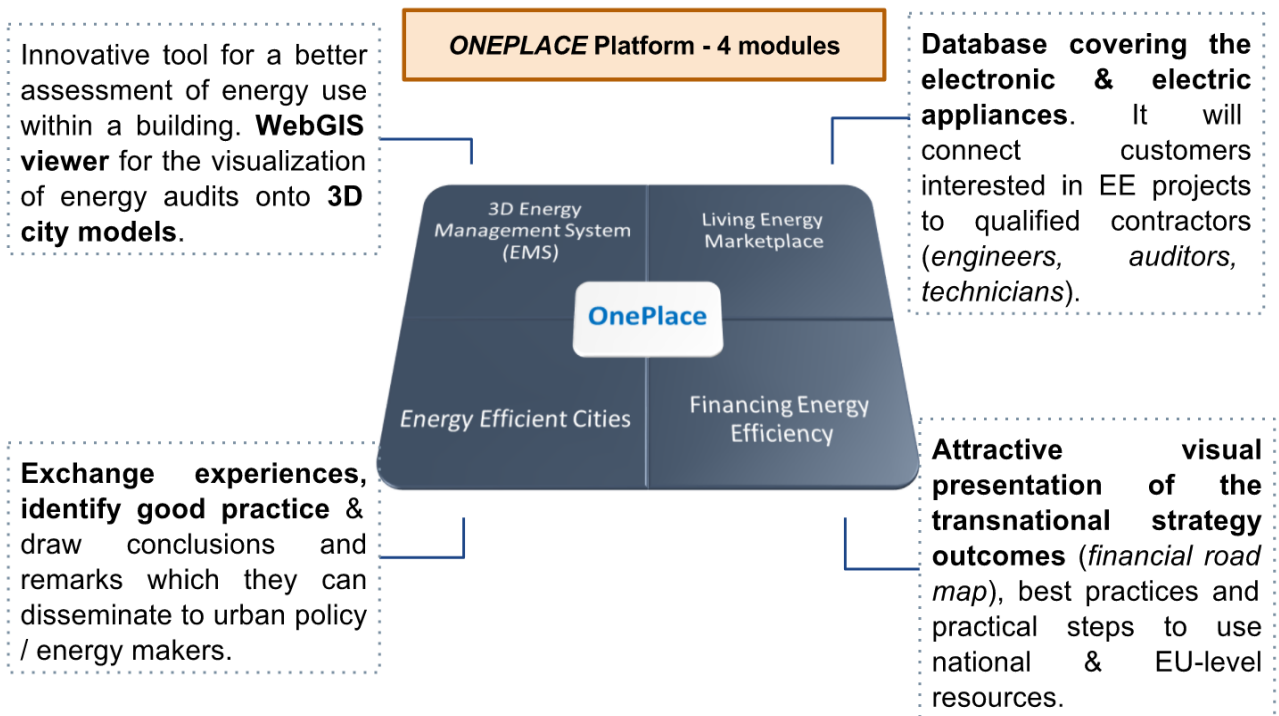 ONEPLACE Platform - 4 modules
Innovative tool for a better
assessment of energy use
within a building. WebGIS
viewer for the visualization
of energy audits onto 3D
city models.
Database covering the
electronic & electric
appliances. It will
connect customers
interested in EE projects
to qualified contractors
(engineers, auditors,
technicians).
3D Energy
Management System
(EMS)
Living Energy
Marketplace
OnePlace
Energy Efficient Cities
Financing Energy
Efficiency
Exchange experiences,
identify good practice &
draw conclusions and
remarks which they can
disseminate to urban policy
/ energy makers.
Attractive visual
presentation of the
transnational strategy
outcomes (financial road
map), best practices and
practical steps to use
national & EU-level
resources.